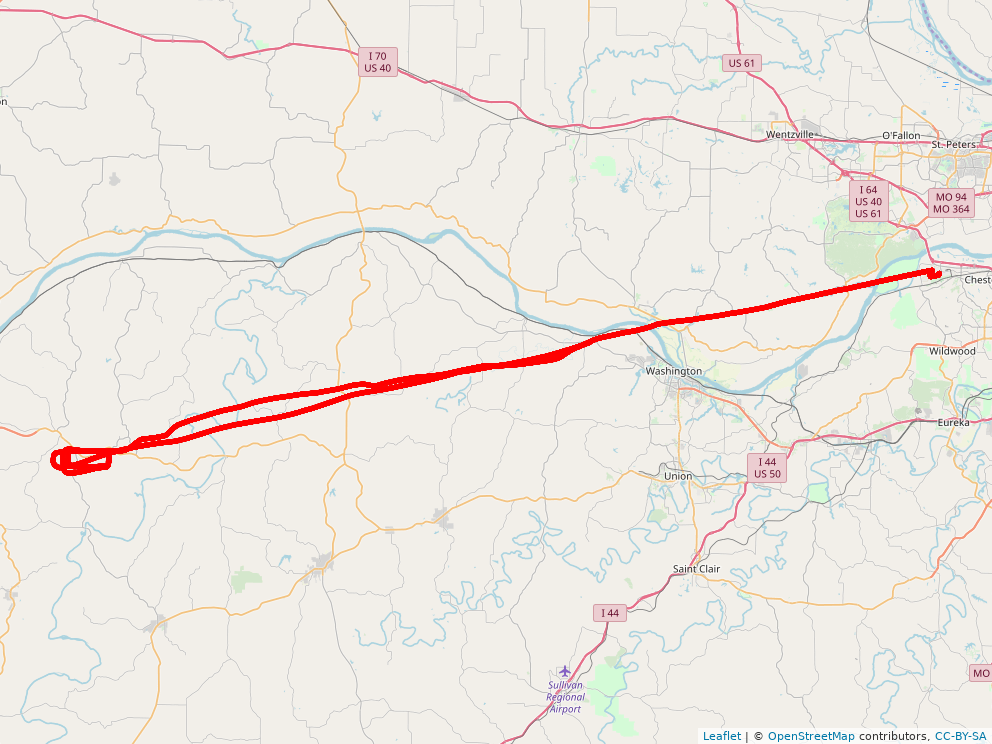 I 70
US 40
US 61
Wentzville
O'Fallon
St. Peters
I 64
US 40
US 61
MO 94
MO 364
on
Chest
Washington
Wildwood
Eureka
I 44
US 50
Union
Saint Clair
I 44
Sullivan
Regional
Airport
MO
Leaflet | © OpenStreetMap contributors, CC-BY-SA